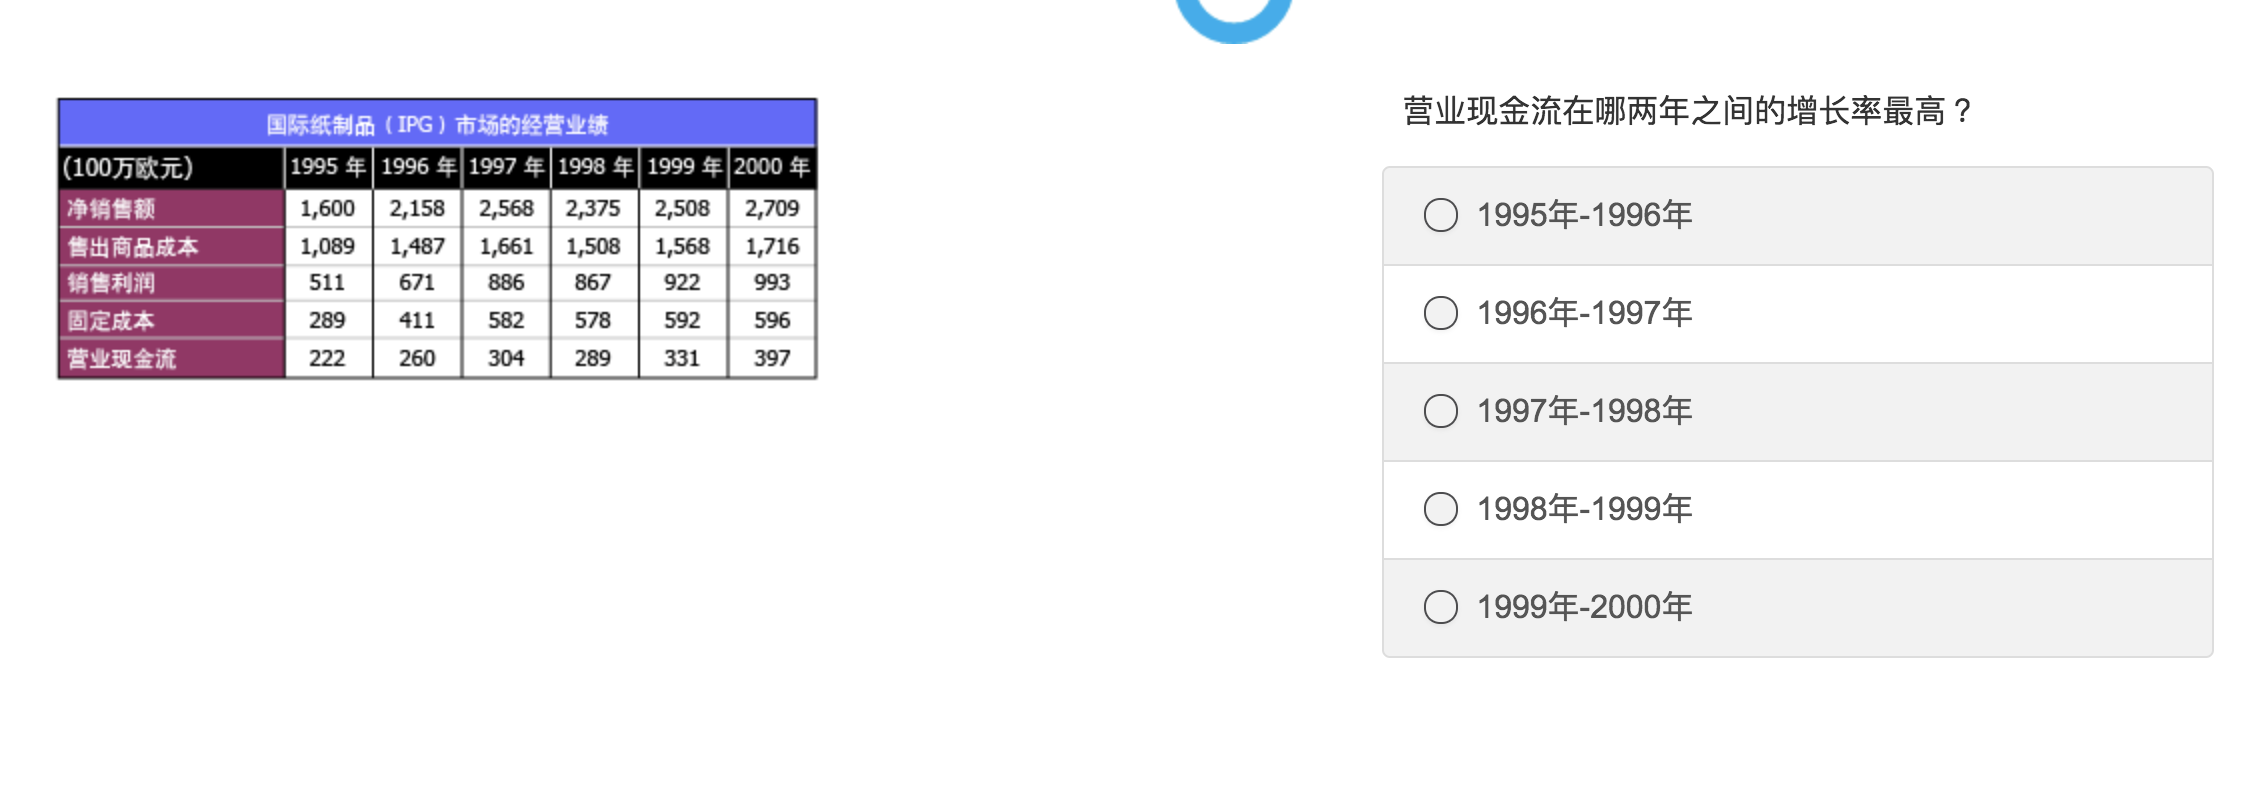 国际纸制品（IPG）市场的经营业绩
(100万欧元) 1995 年 1996 年 1997 年 1998 年 1999 年 2000 年
净销售额 1,600 2,158 2,568 2,375 2,508 2,709
售出商品成本 1,089 1,487 1,661 1,508 1,568 1,716
销售利润 511 671 886 867 922 993
固定成本 289 411 582 578 592 596
营业现金流 222 260 304 289 331 397
营业现金流在哪两年之间的增长率最高？
1995年-1996年
1996年-1997年
1997年-1998年
1998年-1999年
1999年-2000年